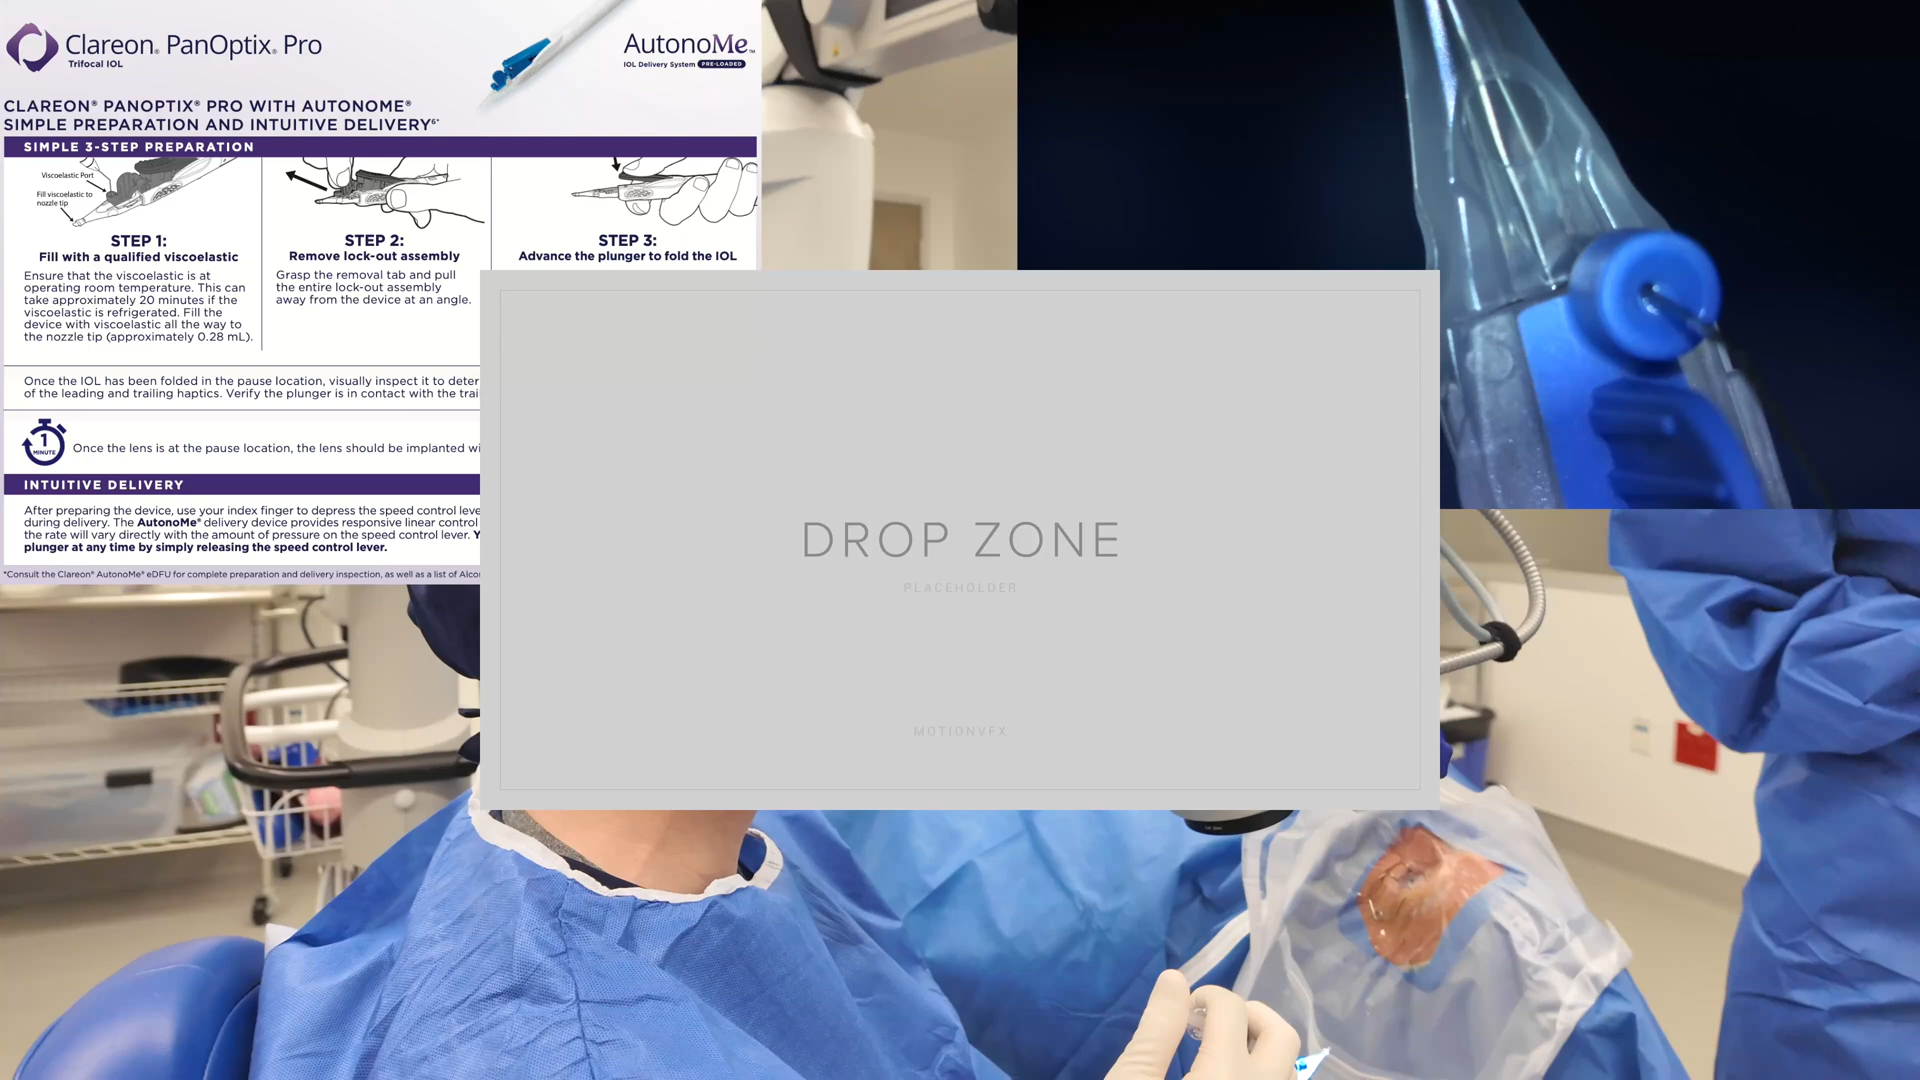 Clareon® PanOptix® Pro
Trifocal IOL
AutonoMe™
IOL Delivery System PRE-LOADED
CLAREON® PANOPTIX® PRO WITH AUTONOME®
SIMPLE PREPARATION AND INTUITIVE DELIVERY⁶*
SIMPLE 3-STEP PREPARATION
Viscoelastic Port
Fill viscoelastic to
nozzle tip
STEP 1:
Fill with a qualified viscoelastic
Ensure that the viscoelastic is at
operating room temperature. This can
take approximately 20 minutes if the
viscoelastic is refrigerated. Fill the
device with viscoelastic all the way to
the nozzle tip (approximately 0.28 mL).
STEP 2:
Remove lock-out assembly
Grasp the removal tab and pull
the entire lock-out assembly
away from the device at an angle.
STEP 3:
Advance the plunger to fold the IOL
Once the IOL has been folded in the pause location, visually inspect it to deter
of the leading and trailing haptics. Verify the plunger is in contact with the trai
1
MINUTE
Once the lens is at the pause location, the lens should be implanted wi
INTUITIVE DELIVERY
After preparing the device, use your index finger to depress the speed control leve
during delivery. The AutonoMe® delivery device provides responsive linear control
the rate will vary directly with the amount of pressure on the speed control lever. Y
plunger at any time by simply releasing the speed control lever.
*Consult the Clareon® AutonoMe® eDFU for complete preparation and delivery inspection, as well as a list of Alco
DROP ZONE
PLACEHOLDER
MOTIONVFX